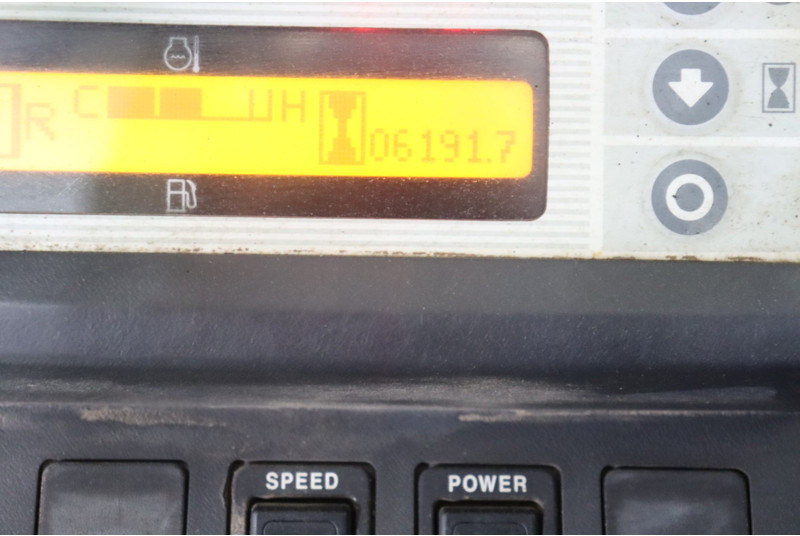 R C H 06191.7
SPEED POWER